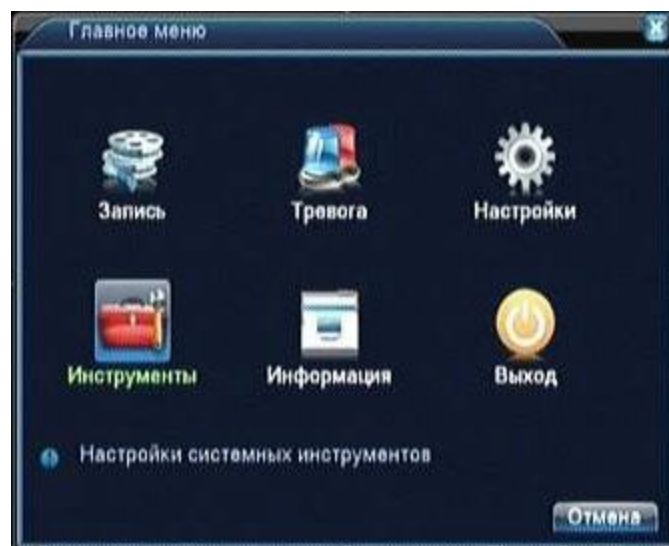 Главное меню
Запись
Тревога
Настройки
Инструменты
Информация
Выход
Настройки системных инструментов
Отмена